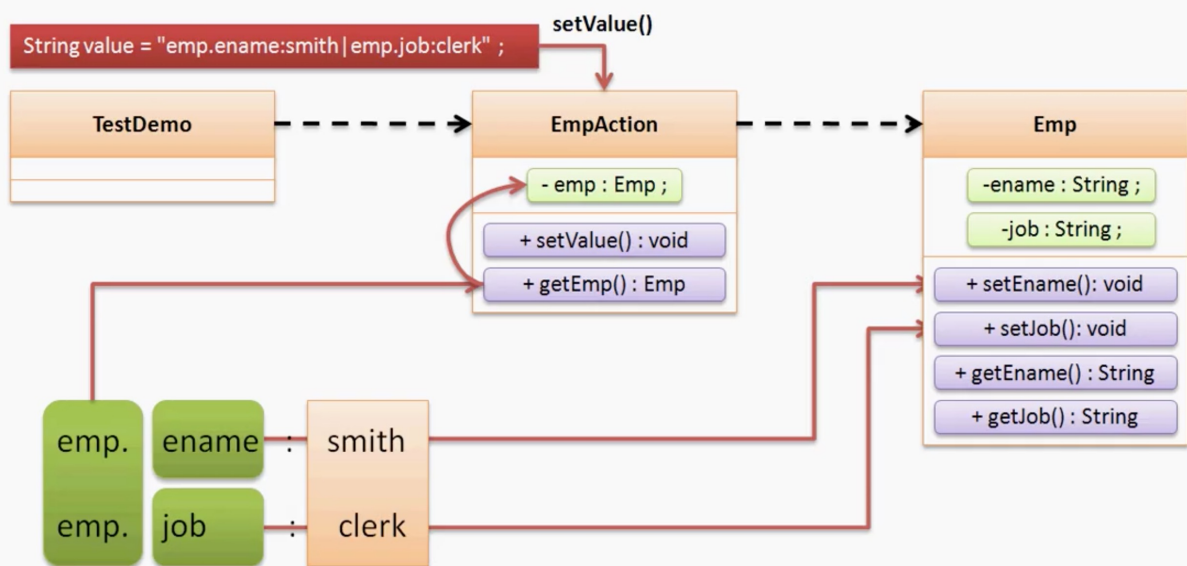 setValue()
String value = "emp.ename:smith|emp.job:clerk" ;
TestDemo
EmpAction
Emp
- emp : Emp ;
-ename : String ;
-job : String ;
+ setValue() : void
+ getEmp() : Emp
+ setEname(): void
+ setJob(): void
+ getEname() : String
+ getJob() : String
emp. ename : smith
emp. job : clerk